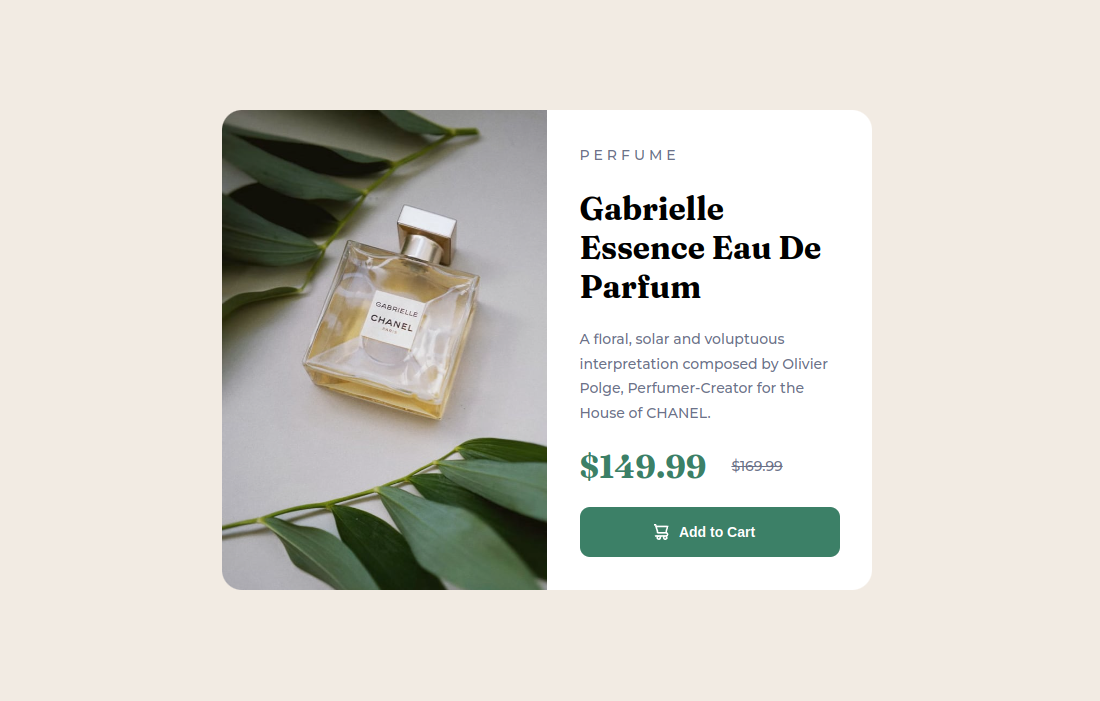 GABRIELLE
CHANEL
PARIS
PERFUME
Gabrielle
Essence Eau De
Parfum
A floral, solar and voluptuous
interpretation composed by Olivier
Polge, Perfumer-Creator for the
House of CHANEL.
$149.99 $169.99
Add to Cart